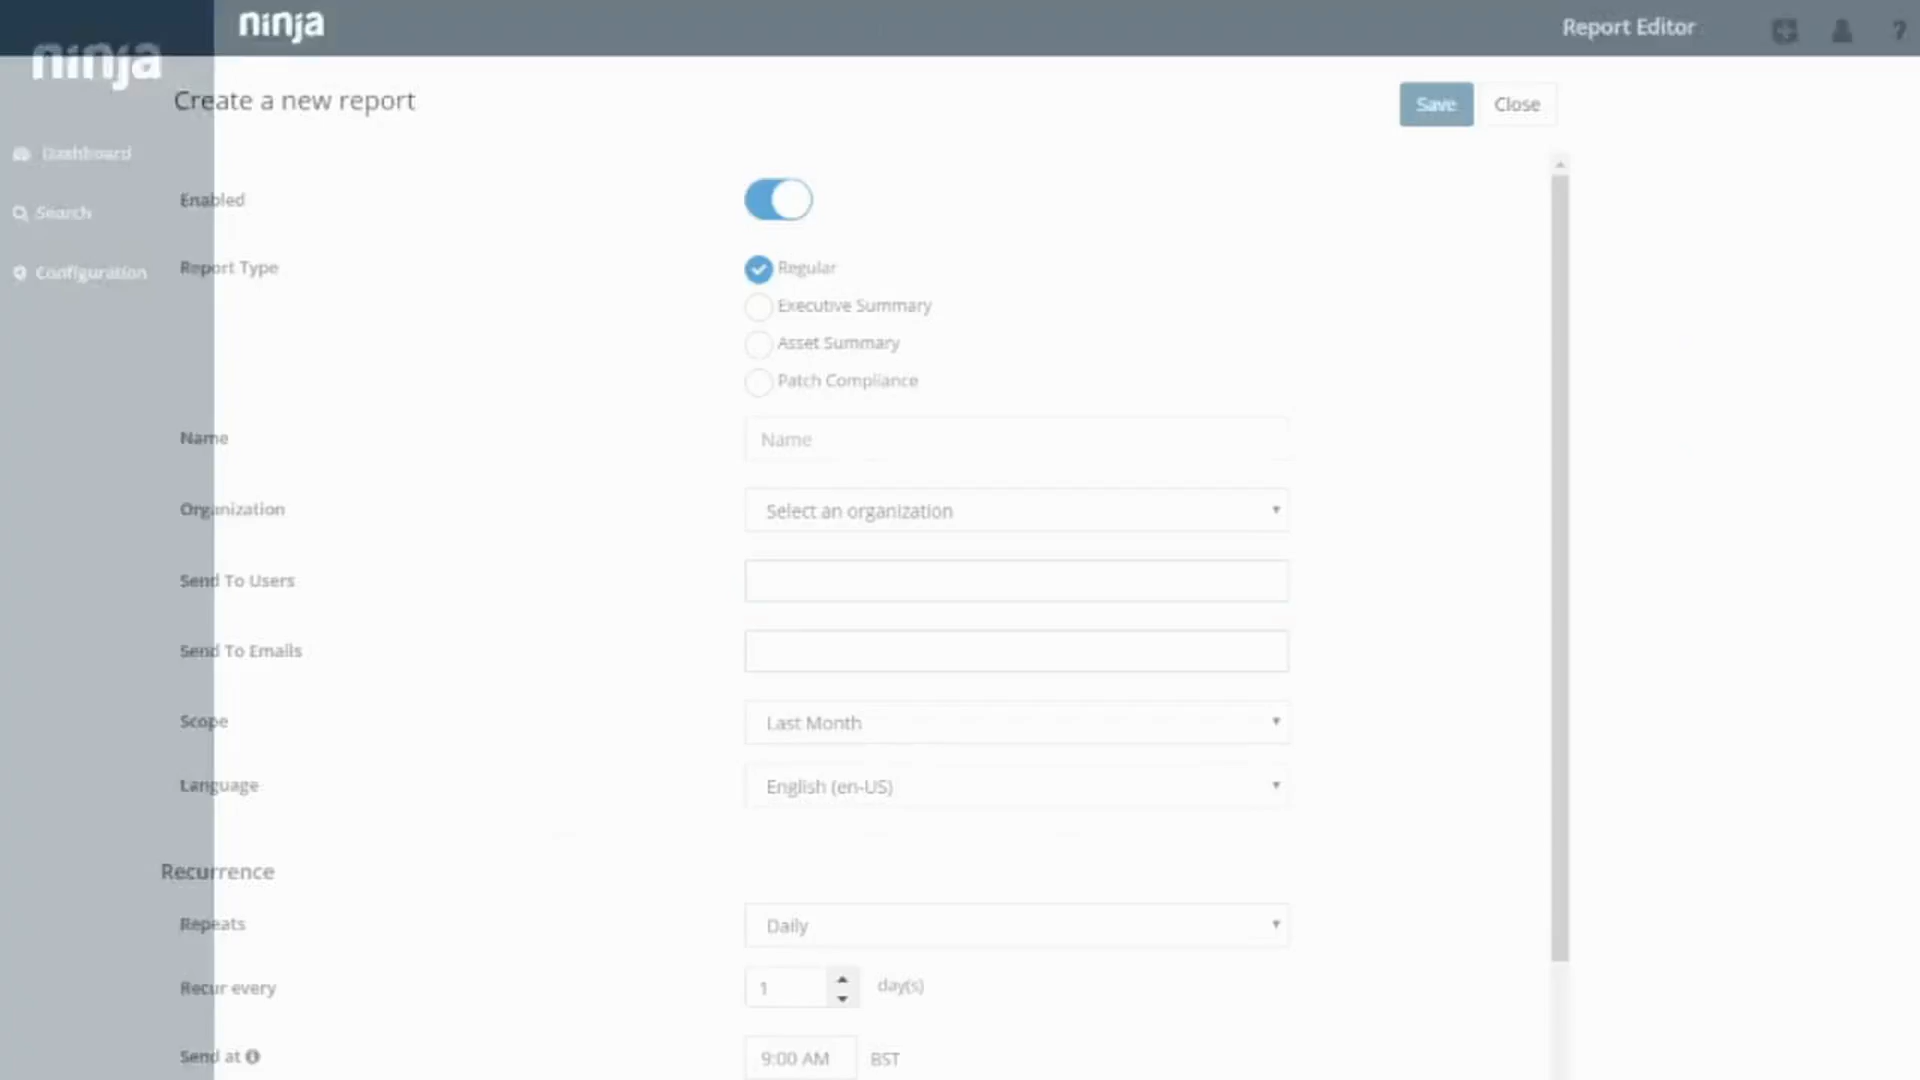 ninja
Report Editor
?
ninja
Create a new report
Save
Close
Dashboard
Search
Configuration
Enabled
Report Type
Regular
Executive Summary
Asset Summary
Patch Compliance
Name
Name
Organization
Select an organization
Send To Users
Send To Emails
Scope
Last Month
Language
English (en-US)
Recurrence
Repeats
Daily
Recur every
1
day(s)
Send at
9:00 AM
BST